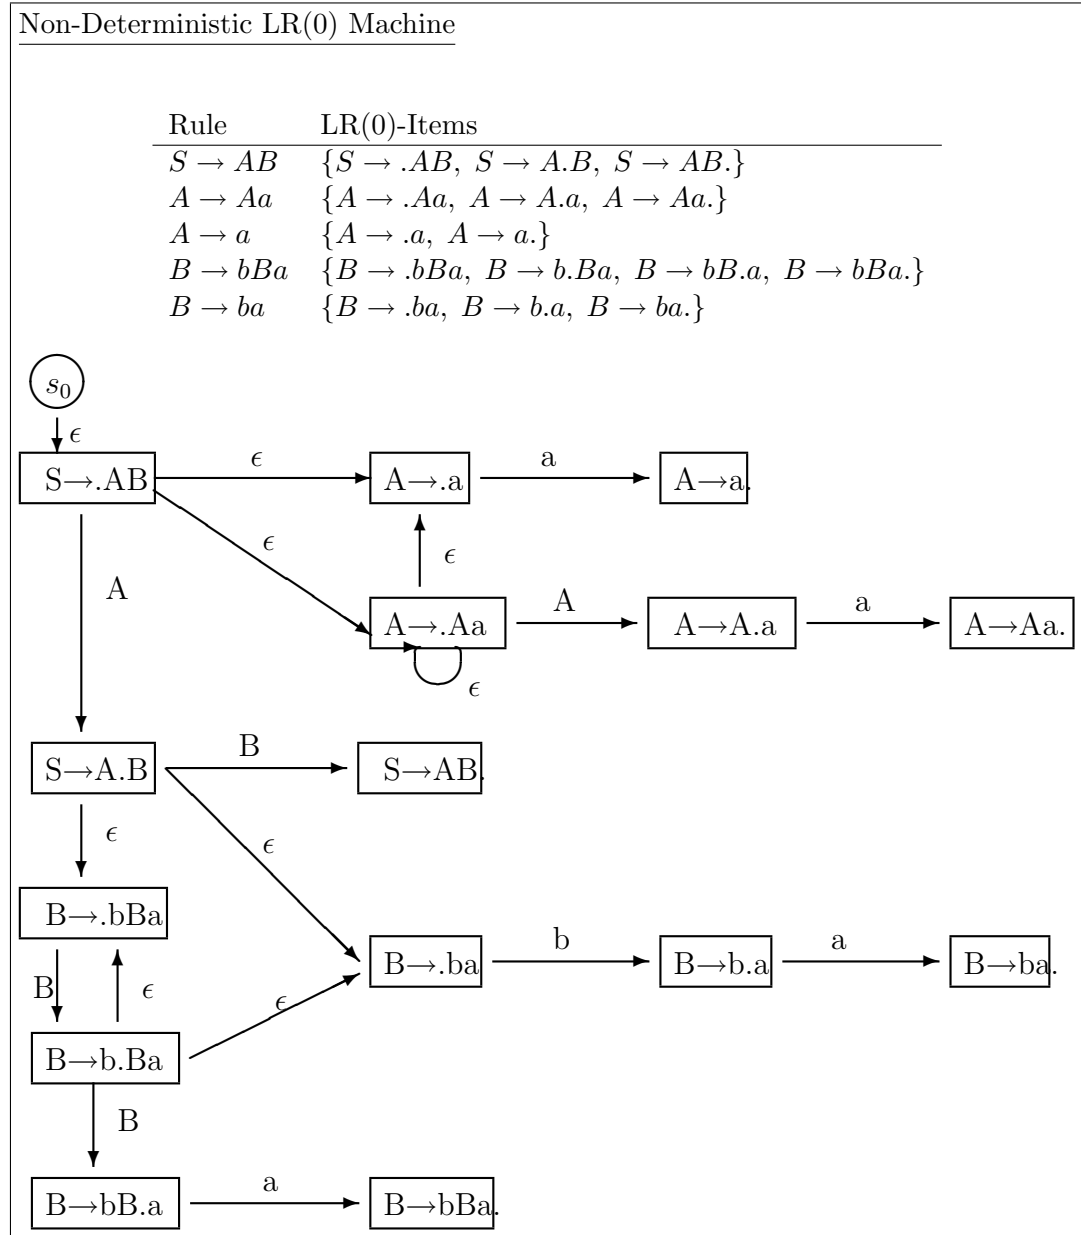 Non-Deterministic LR(0) Machine
Rule LR(0)-Items
S → AB {S → .AB, S → A.B, S → AB.}
A → Aa {A → .Aa, A → A.a, A → Aa.}
A → a {A → .a, A → a.}
B → bBa {B → .bBa, B → b.Ba, B → bB.a, B → bBa.}
B → ba {B → .ba, B → b.a, B → ba.}
s₀
ϵ
ϵ a
S→.AB A→.a A→a.
ϵ ϵ
A A a
A→.Aa A→A.a A→Aa.
ϵ
B
S→A.B S→AB.
ϵ ϵ
B→.bBa
b a
B→.ba B→b.a B→ba.
B ϵ ϵ
B→b.Ba
B
a
B→bB.a B→bBa.